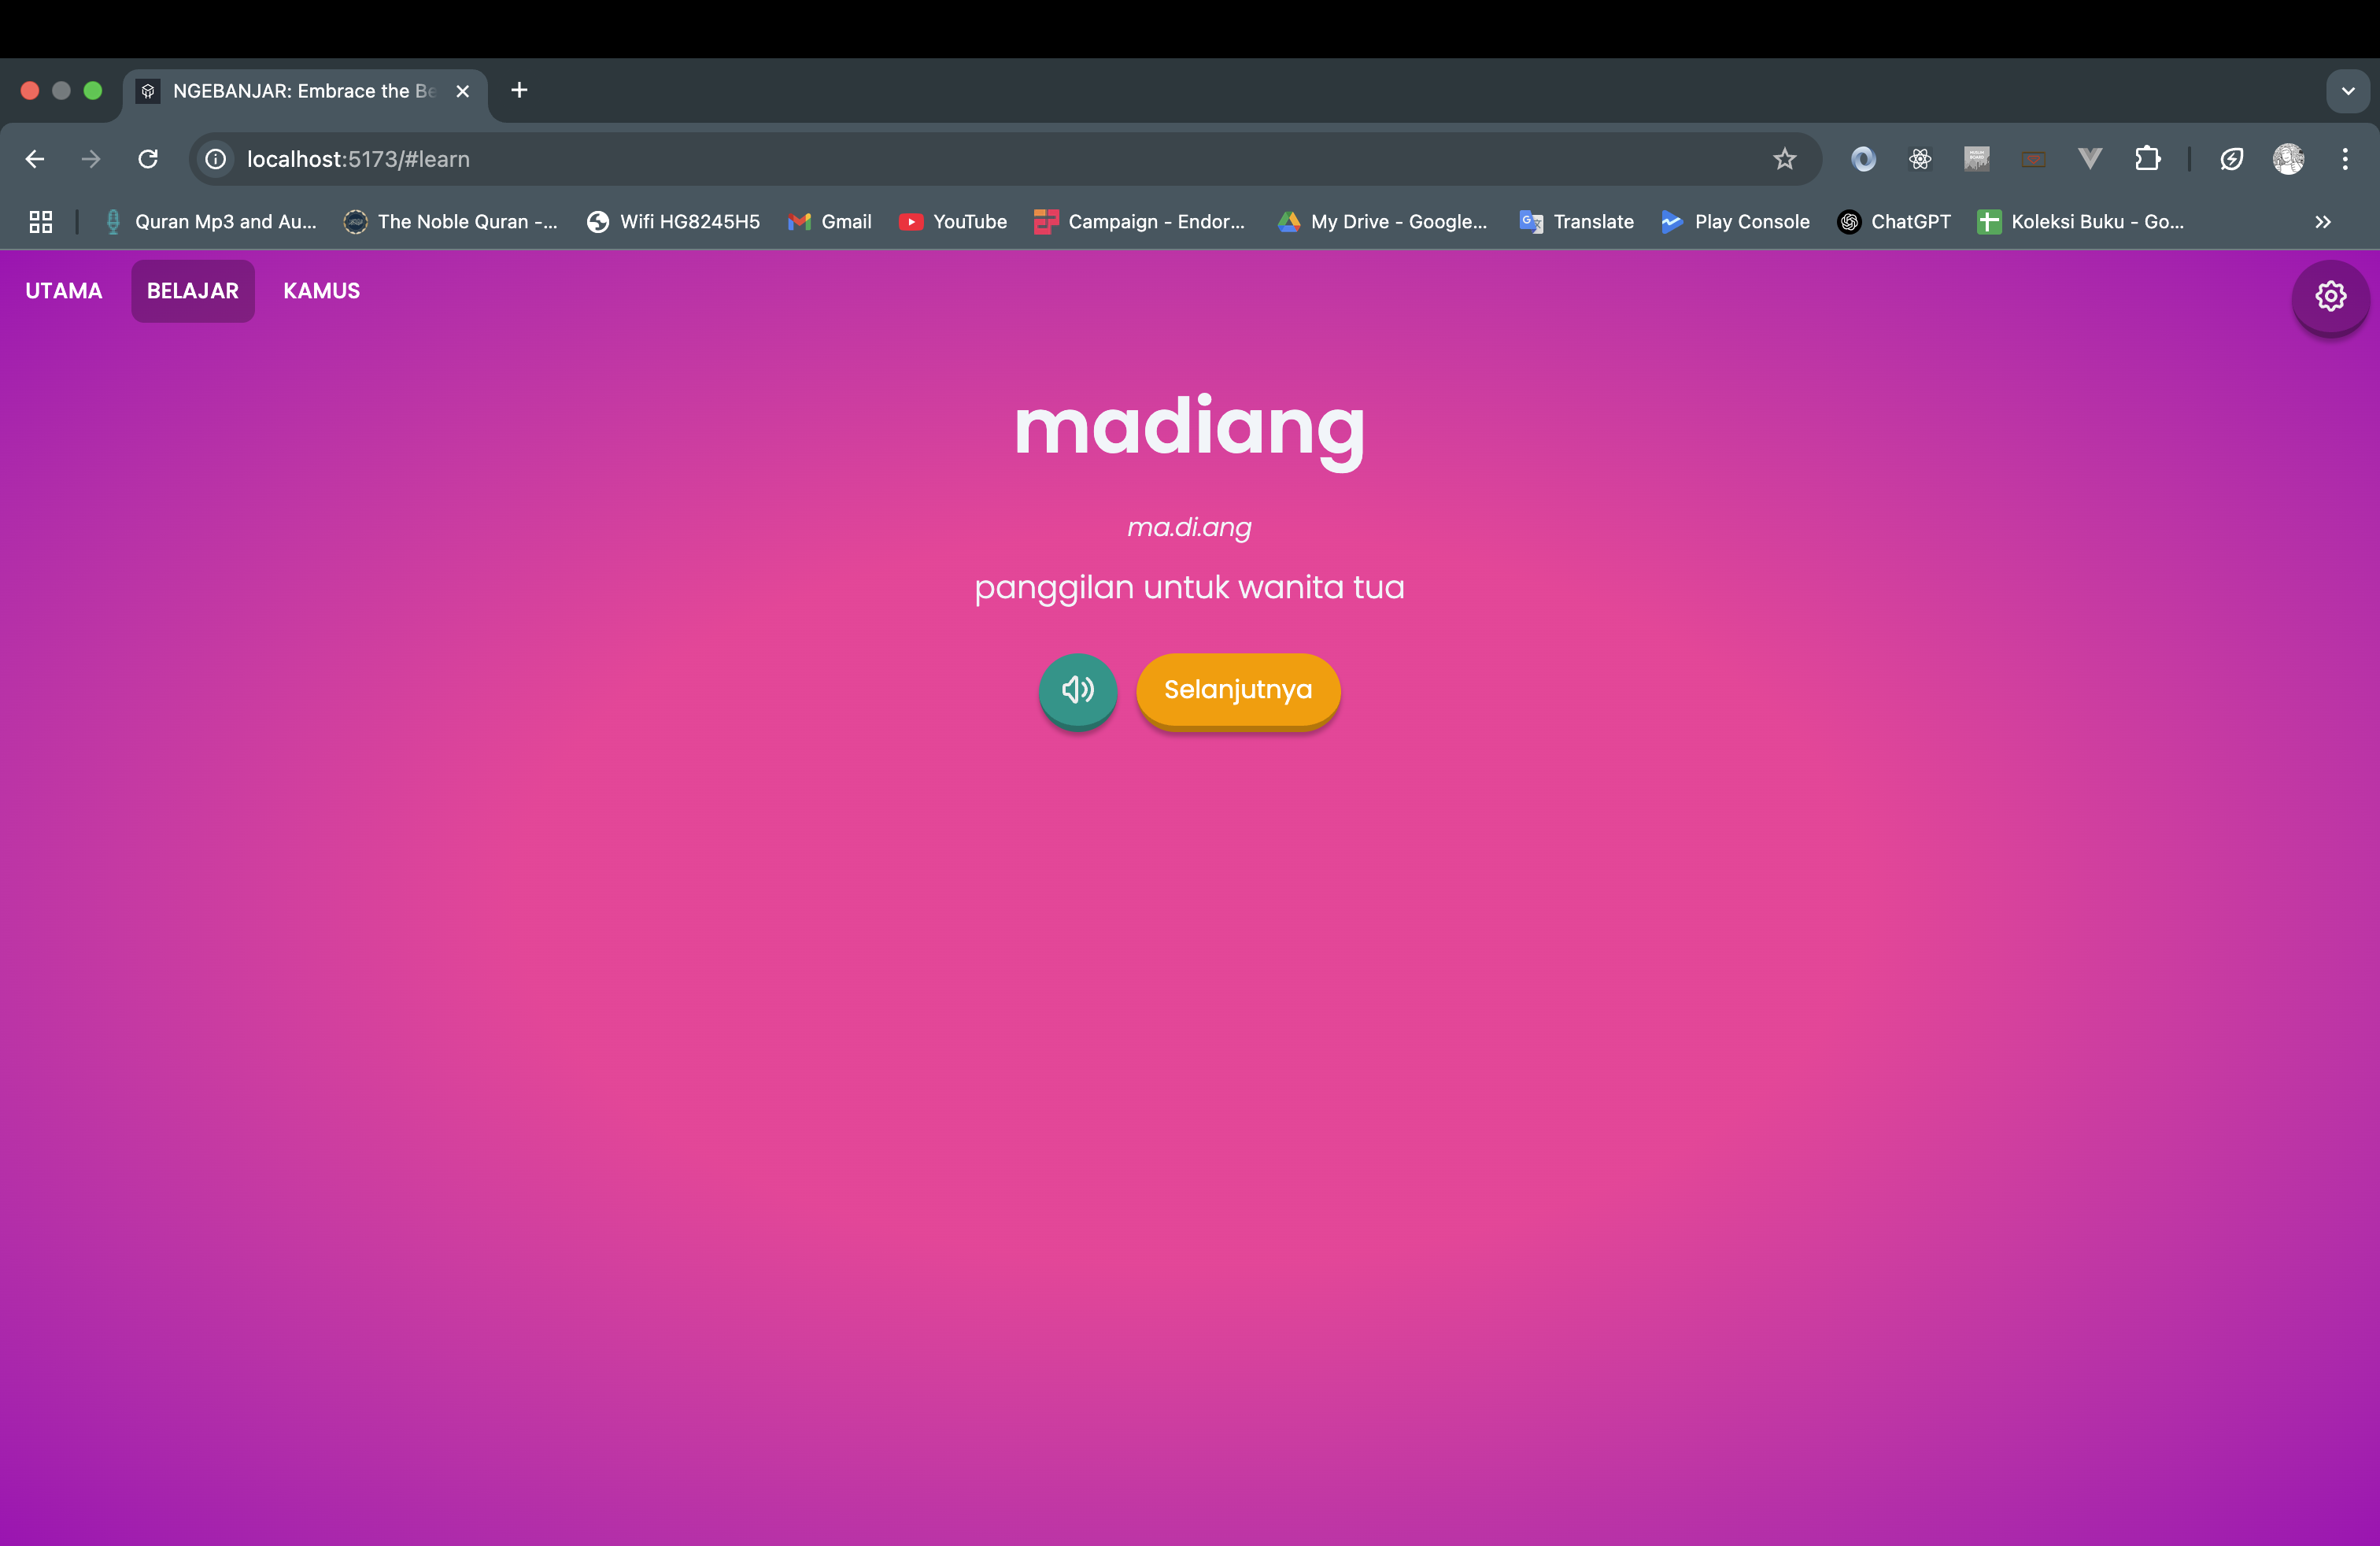 NGEBANJAR: Embrace the Be
localhost:5173/#learn
Quran Mp3 and Au... The Noble Quran -... Wifi HG8245H5 Gmail YouTube Campaign - Endor... My Drive - Google... Translate Play Console ChatGPT Koleksi Buku - Go...
UTAMA BELAJAR KAMUS
madiang
ma.di.ang
panggilan untuk wanita tua
Selanjutnya